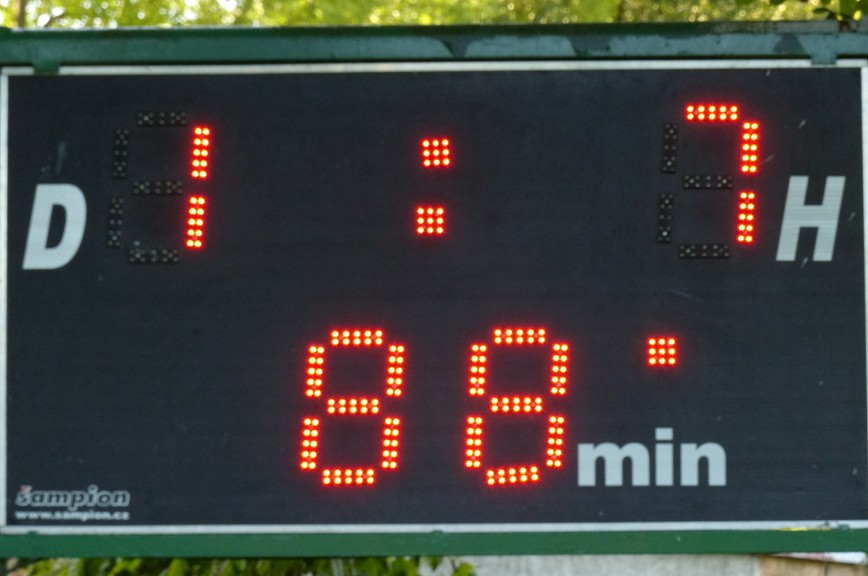 D 1 : 7 H
88 min
šampion
www.sampion.cz